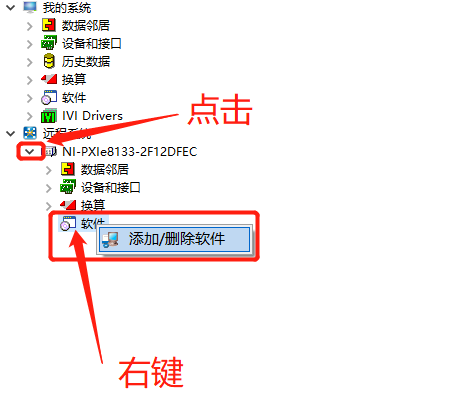 我的系统
数据邻居
设备和接口
历史数据
换算
软件
IVI Drivers
点击
远程系统
NI-PXIe8133-2F12DFEC
数据邻居
设备和接口
换算
软件
添加/删除软件
右键